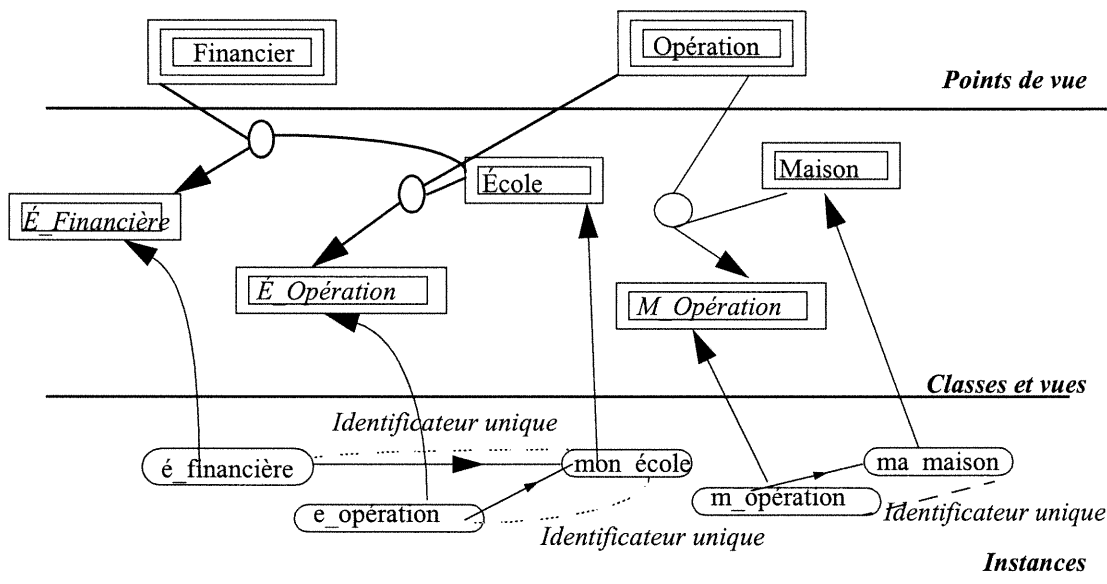 Financier
Opération
Points de vue
École
Maison
É_Financière
É_Opération
M_Opération
Classes et vues
Identificateur unique
é_financière
mon_école
ma_maison
m_opération
e_opération
Identificateur unique
Identificateur unique
Instances